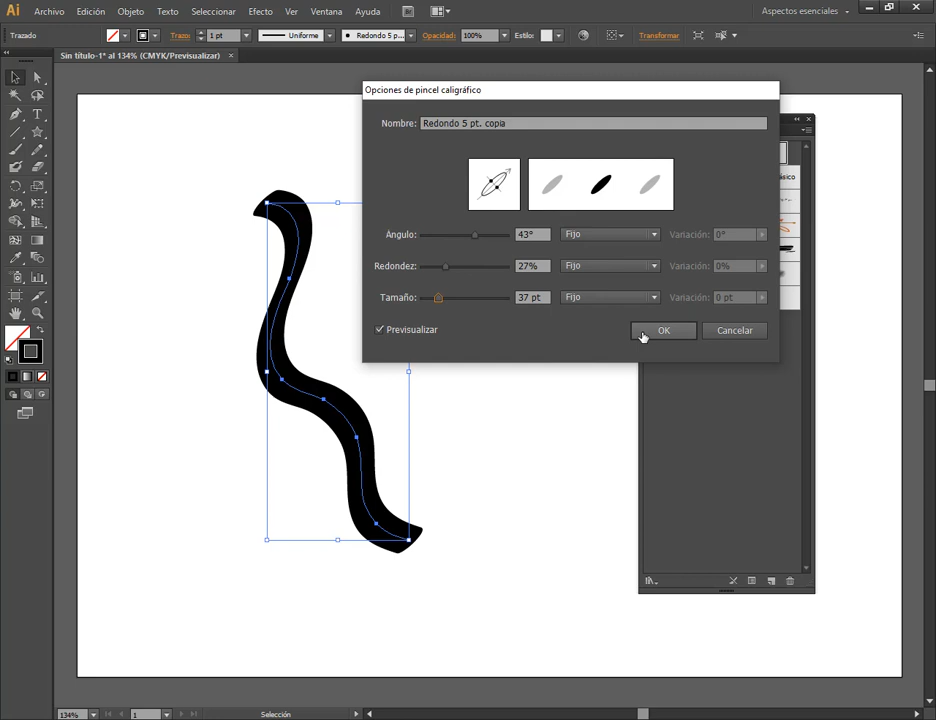 Ai Archivo Edición Objeto Texto Seleccionar Efecto Ver Ventana Ayuda Br Aspectos esenciales
Trazado Trazo: 1 pt Uniforme Redondo 5 p... Opacidad: 100% Estilo: Transformar
Sin título-1* al 134% (CMYK/Previsualizar)
Opciones de pincel caligráfico
Nombre: Redondo 5 pt. copia
Ángulo: 43° Fijo Variación: 0°
Redondez: 27% Fijo Variación: 0%
Tamaño: 37 pt Fijo Variación: 0 pt
Previsualizar OK Cancelar
134% 1 Selección